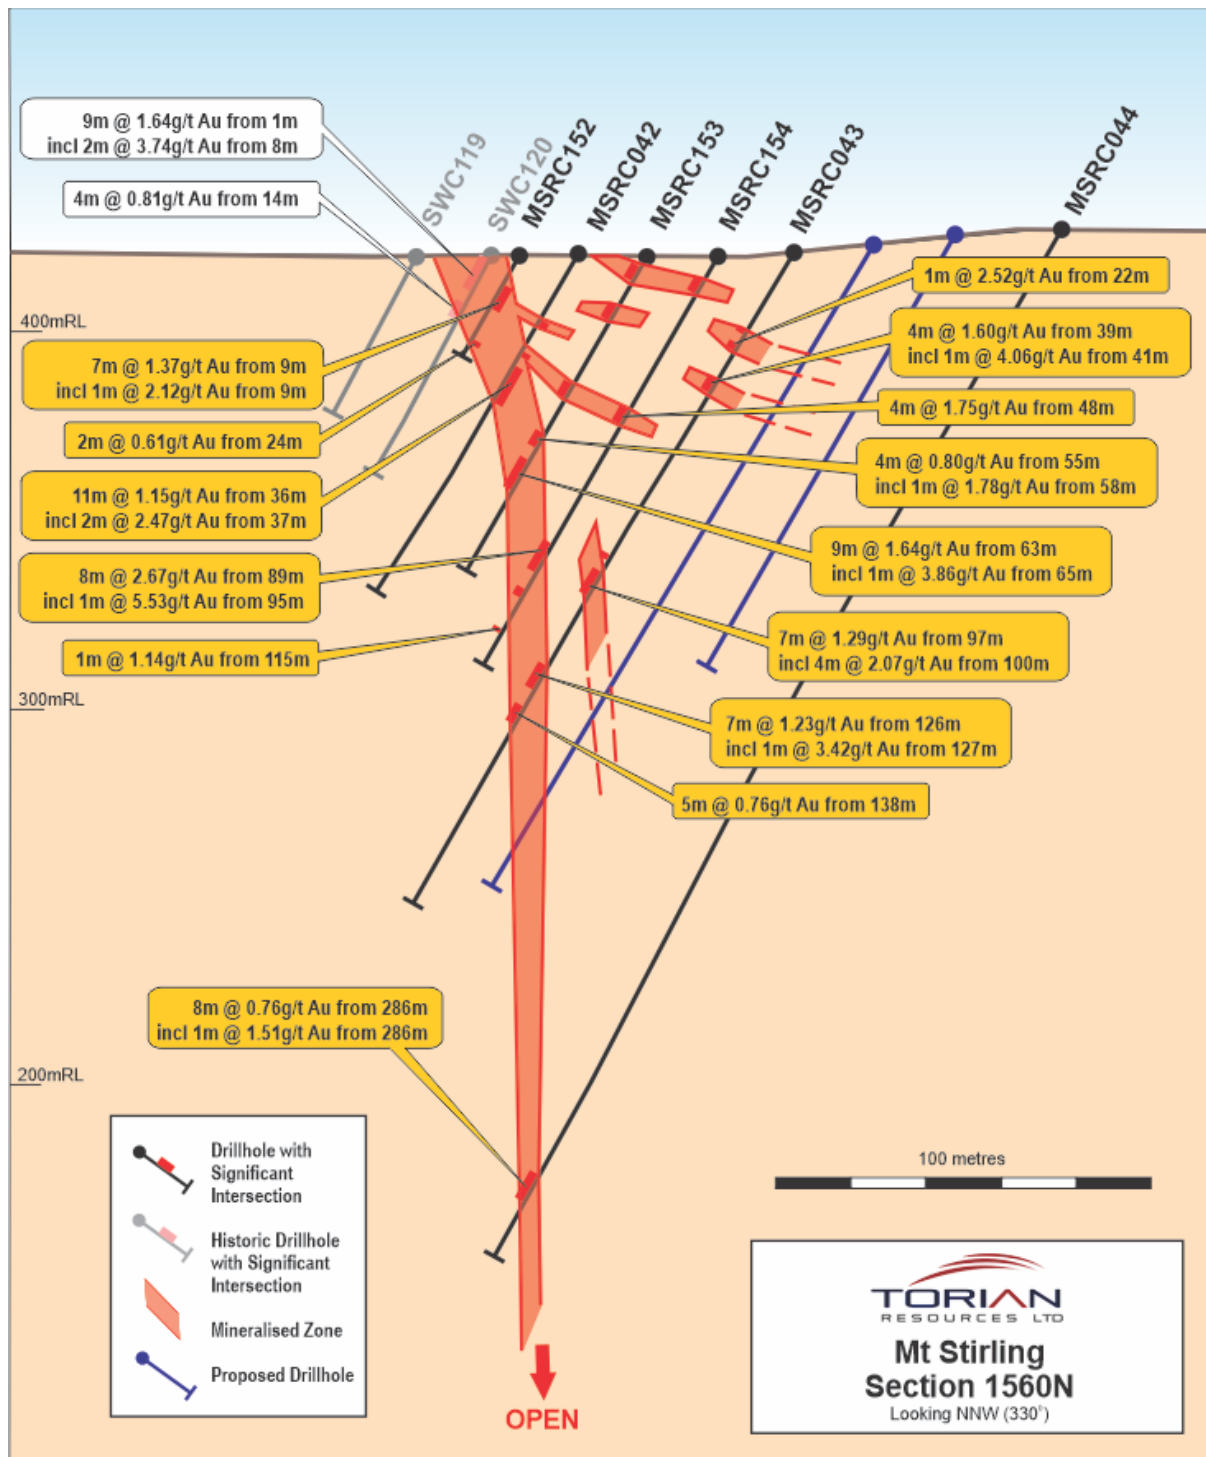 9m @ 1.64g/t Au from 1m
incl 2m @ 3.74g/t Au from 8m
4m @ 0.81g/t Au from 14m
SWC119
SWC120
MSRC152
MSRC042
MSRC153
MSRC154
MSRC043
MSRC044
1m @ 2.52g/t Au from 22m
400mRL
4m @ 1.60g/t Au from 39m
incl 1m @ 4.06g/t Au from 41m
7m @ 1.37g/t Au from 9m
incl 1m @ 2.12g/t Au from 9m
4m @ 1.75g/t Au from 48m
2m @ 0.61g/t Au from 24m
4m @ 0.80g/t Au from 55m
incl 1m @ 1.78g/t Au from 58m
11m @ 1.15g/t Au from 36m
incl 2m @ 2.47g/t Au from 37m
9m @ 1.64g/t Au from 63m
incl 1m @ 3.86g/t Au from 65m
8m @ 2.67g/t Au from 89m
incl 1m @ 5.53g/t Au from 95m
7m @ 1.29g/t Au from 97m
incl 4m @ 2.07g/t Au from 100m
1m @ 1.14g/t Au from 115m
300mRL
7m @ 1.23g/t Au from 126m
incl 1m @ 3.42g/t Au from 127m
5m @ 0.76g/t Au from 138m
8m @ 0.76g/t Au from 286m
incl 1m @ 1.51g/t Au from 286m
200mRL
Drillhole with
Significant
Intersection
Historic Drillhole
with Significant
Intersection
Mineralised Zone
Proposed Drillhole
OPEN
100 metres
TORIAN
RESOURCES LTD
Mt Stirling
Section 1560N
Looking NNW (330°)